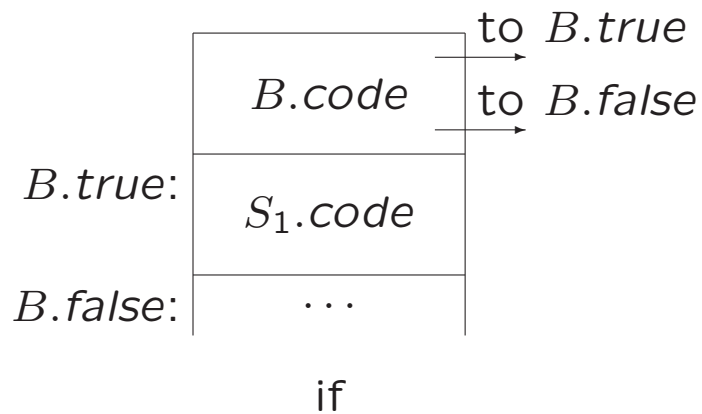 to B.true
B.code
to B.false
B.true:
S₁.code
B.false:
...
if